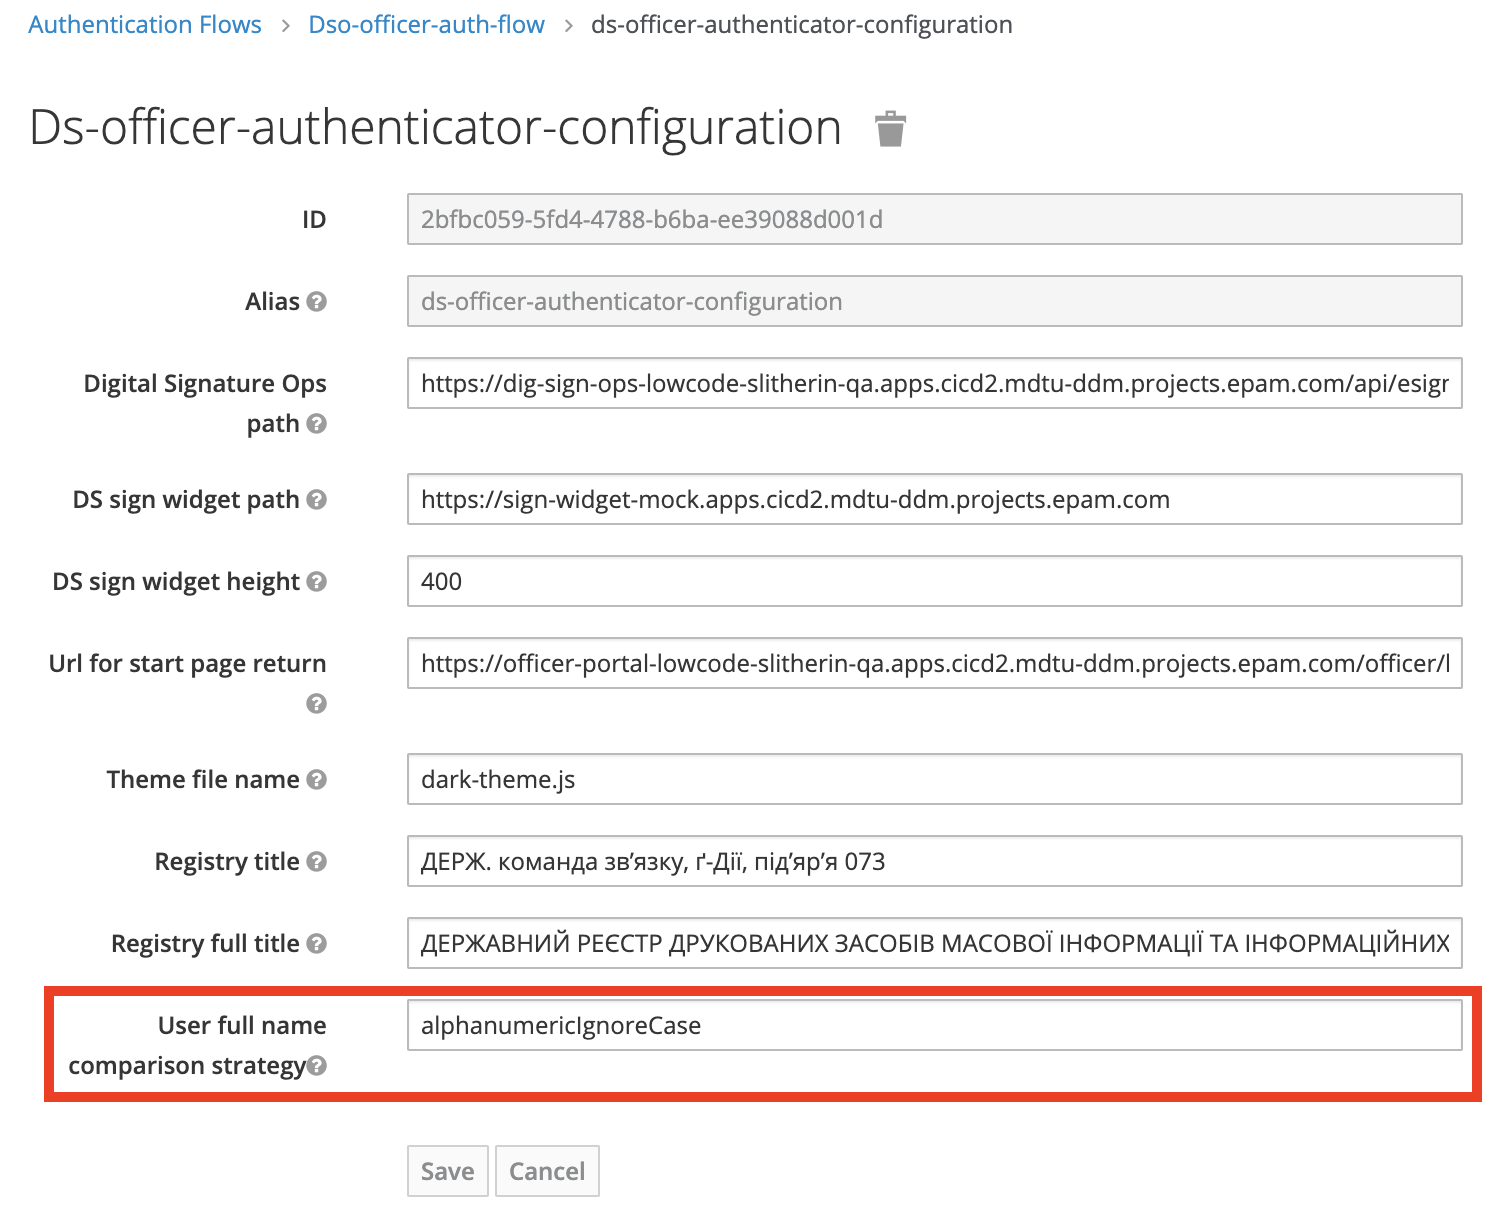 Authentication Flows > Dso-officer-auth-flow > ds-officer-authenticator-configuration
Ds-officer-authenticator-configuration
ID 2bfbc059-5fd4-4788-b6ba-ee39088d001d
Alias ds-officer-authenticator-configuration
Digital Signature Ops https://dig-sign-ops-lowcode-slitherin-qa.apps.cicd2.mdtu-ddm.projects.epam.com/api/esign
path
DS sign widget path https://sign-widget-mock.apps.cicd2.mdtu-ddm.projects.epam.com
DS sign widget height 400
Url for start page return https://officer-portal-lowcode-slitherin-qa.apps.cicd2.mdtu-ddm.projects.epam.com/officer/l
Theme file name dark-theme.js
Registry title ДЕРЖ. команда зв’язку, ґ-Дії, під’яр’я 073
Registry full title ДЕРЖАВНИЙ РЕЄСТР ДРУКОВАНИХ ЗАСОБІВ МАСОВОЇ ІНФОРМАЦІЇ ТА ІНФОРМАЦІЙНИХ
User full name alphanumericIgnoreCase
comparison strategy
Save Cancel